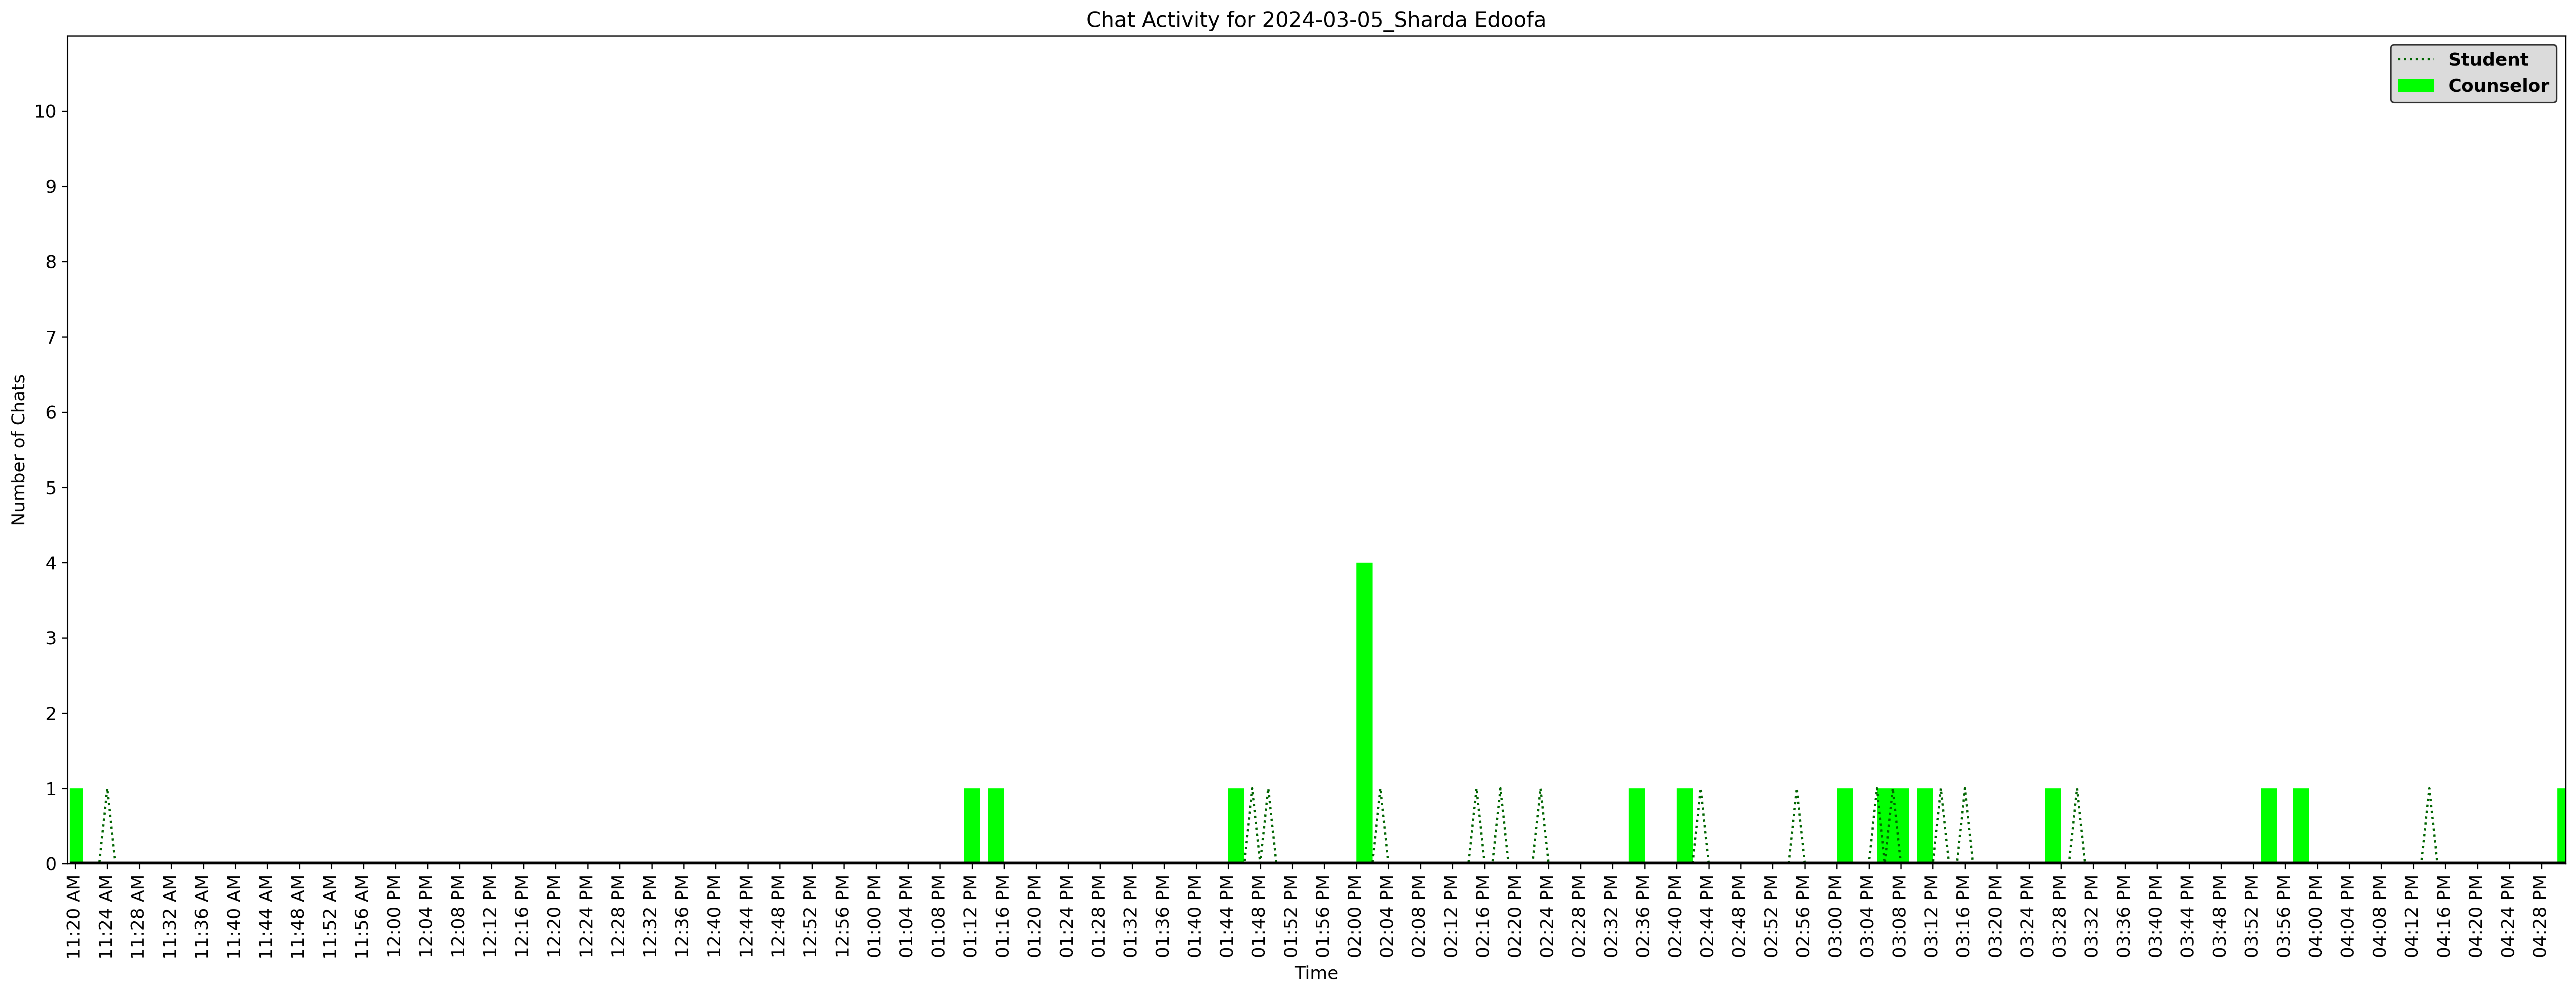 Chat Activity for 2024-03-05_Sharda Edoofa
Student
Counselor
Number of Chats
10
9
8
7
6
5
4
3
2
1
0
11:20 AM
11:24 AM
11:28 AM
11:32 AM
11:36 AM
11:40 AM
11:44 AM
11:48 AM
11:52 AM
11:56 AM
12:00 PM
12:04 PM
12:08 PM
12:12 PM
12:16 PM
12:20 PM
12:24 PM
12:28 PM
12:32 PM
12:36 PM
12:40 PM
12:44 PM
12:48 PM
12:52 PM
12:56 PM
01:00 PM
01:04 PM
01:08 PM
01:12 PM
01:16 PM
01:20 PM
01:24 PM
01:28 PM
01:32 PM
01:36 PM
01:40 PM
01:44 PM
01:48 PM
01:52 PM
01:56 PM
02:00 PM
02:04 PM
02:08 PM
02:12 PM
02:16 PM
02:20 PM
02:24 PM
02:28 PM
02:32 PM
02:36 PM
02:40 PM
02:44 PM
02:48 PM
02:52 PM
02:56 PM
03:00 PM
03:04 PM
03:08 PM
03:12 PM
03:16 PM
03:20 PM
03:24 PM
03:28 PM
03:32 PM
03:36 PM
03:40 PM
03:44 PM
03:48 PM
03:52 PM
03:56 PM
04:00 PM
04:04 PM
04:08 PM
04:12 PM
04:16 PM
04:20 PM
04:24 PM
04:28 PM
Time